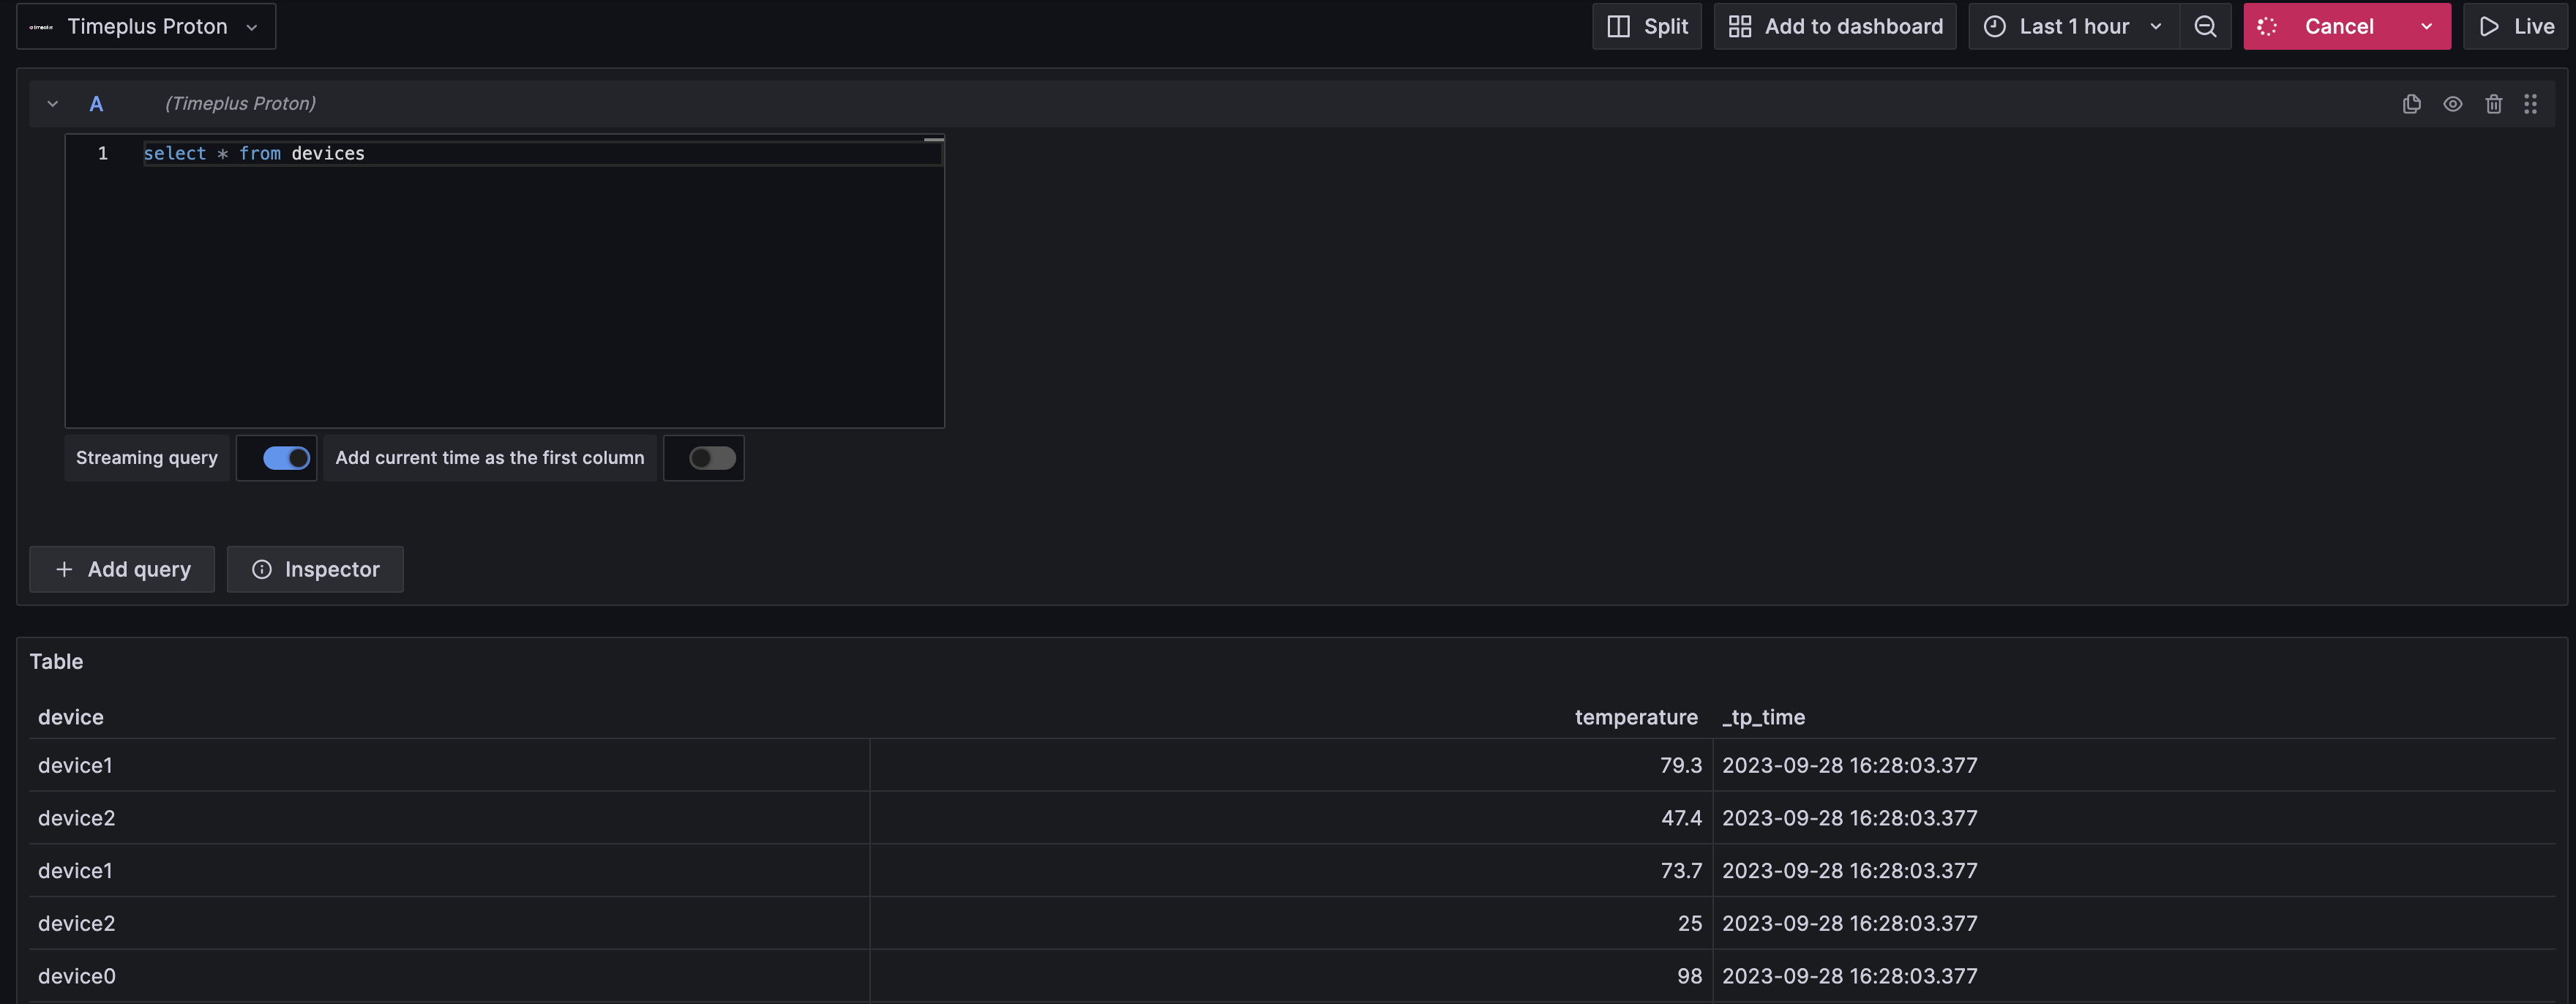 Timeplus Proton
Split
Add to dashboard
Last 1 hour
Cancel
Live
A (Timeplus Proton)
1 select * from devices
Streaming query
Add current time as the first column
+ Add query
Inspector
Table
device temperature _tp_time
device1 79.3 2023-09-28 16:28:03.377
device2 47.4 2023-09-28 16:28:03.377
device1 73.7 2023-09-28 16:28:03.377
device2 25 2023-09-28 16:28:03.377
device0 98 2023-09-28 16:28:03.377